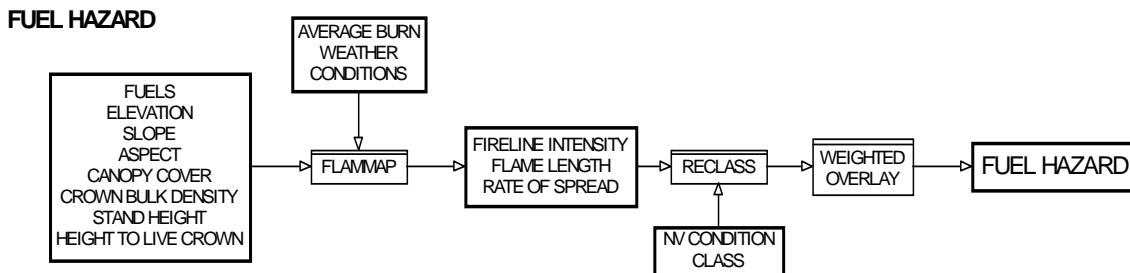 FUEL HAZARD
AVERAGE BURN
WEATHER
CONDITIONS
FUELS
ELEVATION
SLOPE
ASPECT
CANOPY COVER
CROWN BULK DENSITY
STAND HEIGHT
HEIGHT TO LIVE CROWN
FLAMMAP
FIRELINE INTENSITY
FLAME LENGTH
RATE OF SPREAD
RECLASS
NV CONDITION
CLASS
WEIGHTED
OVERLAY
FUEL HAZARD